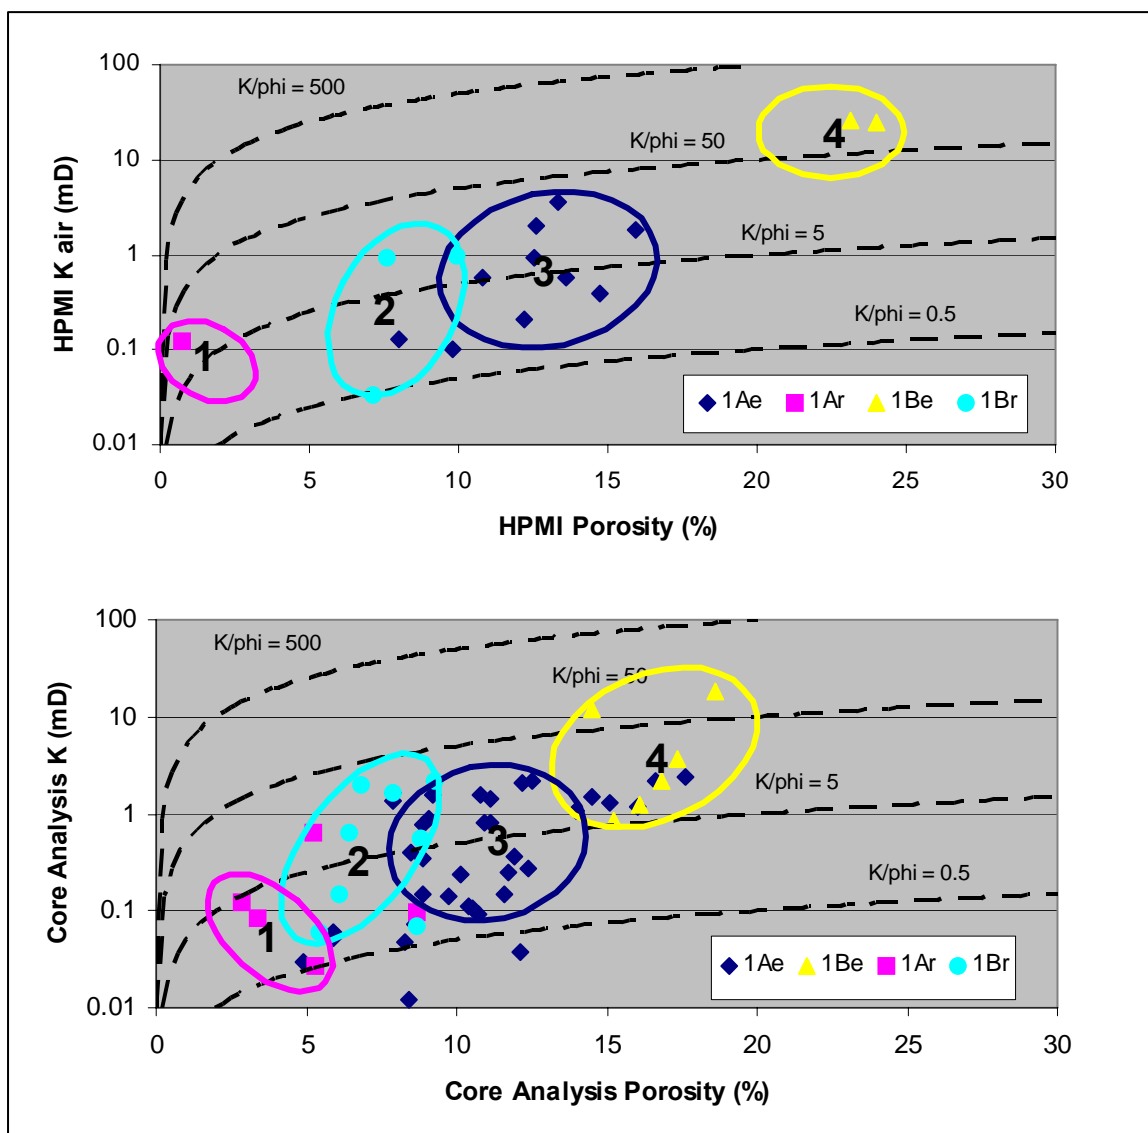 100
K/phi = 500
K/phi = 50
4
10
K/phi = 5
1
3
2
K/phi = 0.5
0.1
1
1Ae 1Ar 1Be 1Br
0.01
0 5 10 15 20 25 30
HPMI K air (mD)
HPMI Porosity (%)
100
K/phi = 500
K/phi = 50
10
4
K/phi = 5
1
3
2
K/phi = 0.5
0.1
1
1Ae 1Be 1Ar 1Br
0.01
0 5 10 15 20 25 30
Core Analysis K (mD)
Core Analysis Porosity (%)